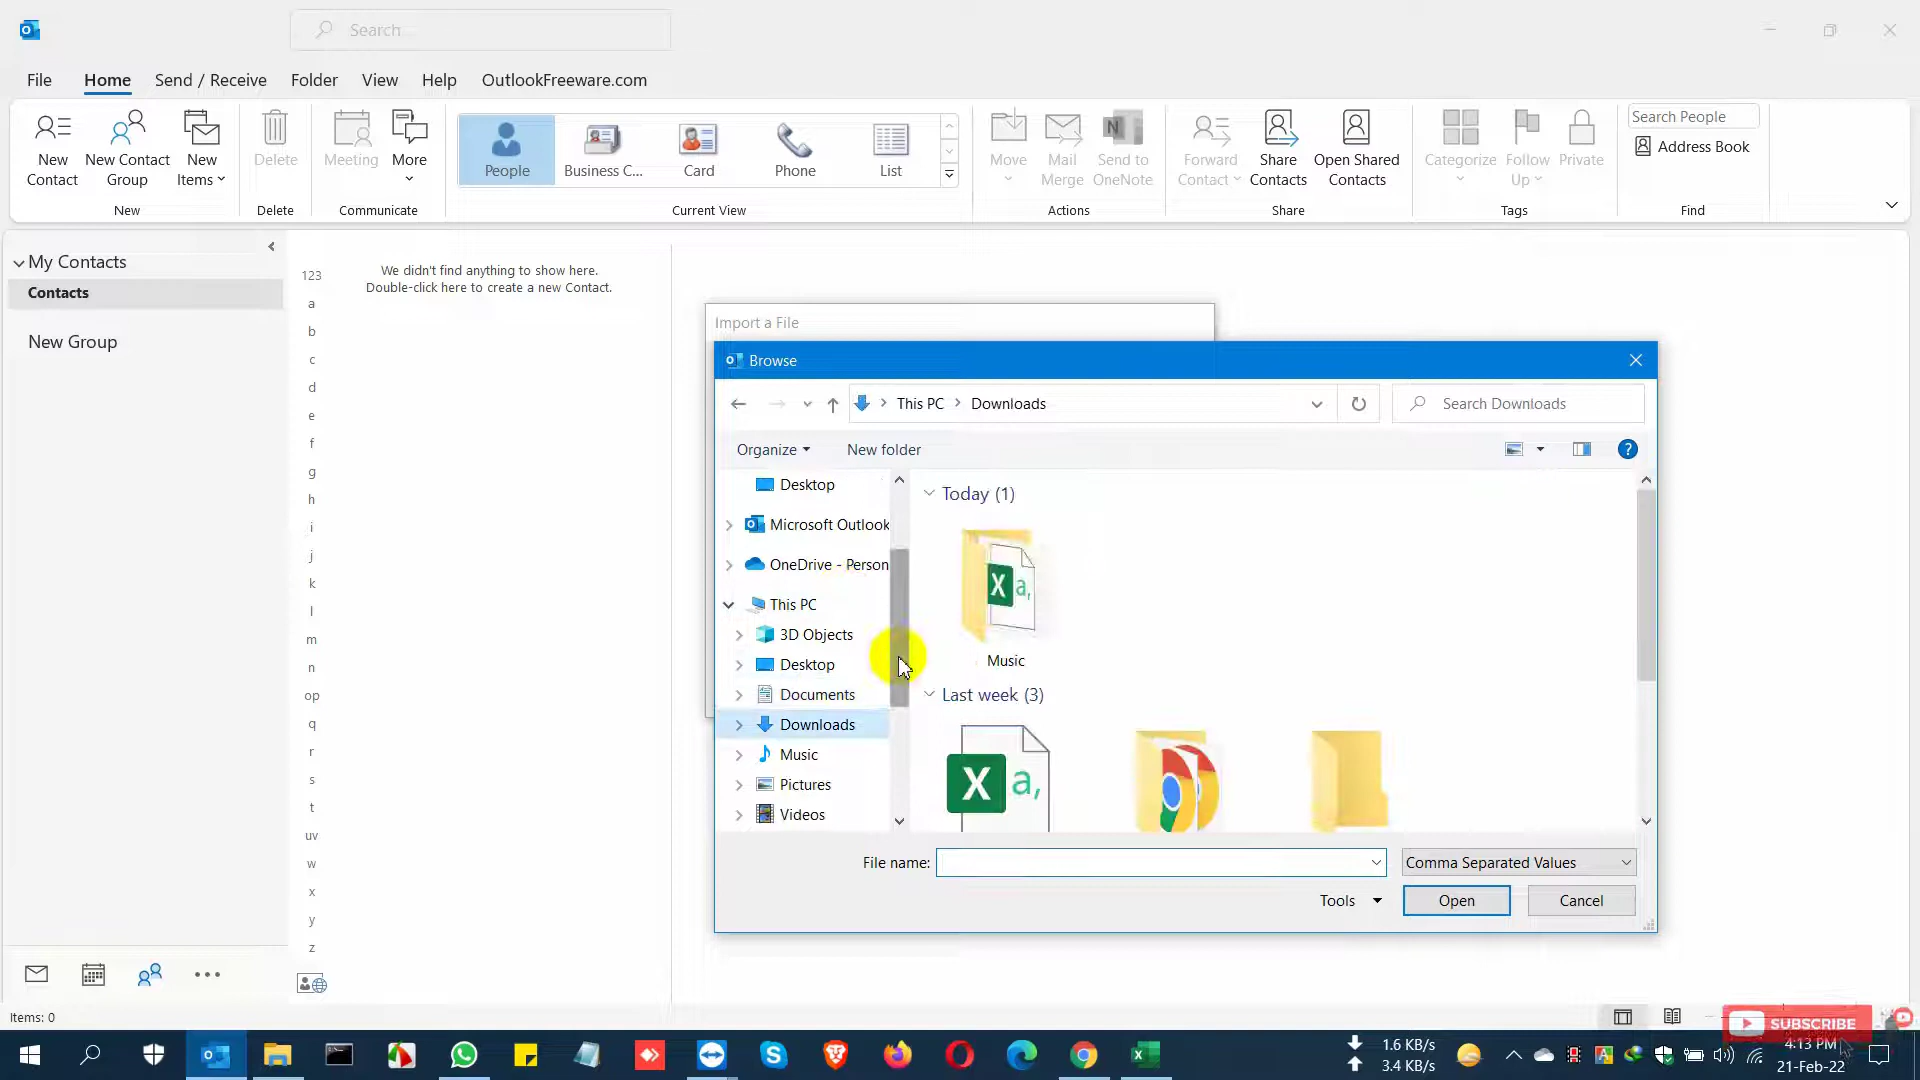 Search
File Home Send / Receive Folder View Help OutlookFreeware.com
New Contact
New Contact Group
New Items
Delete
Meeting
More
People
Business C...
Card
Phone
List
Move
Mail Merge
Send to OneNote
Forward Contact
Share Contacts
Open Shared Contacts
Categorize
Follow Up
Private
Search People
Address Book
New
Delete
Communicate
Current View
Actions
Share
Tags
Find
My Contacts
Contacts
New Group
123
a
b
c
d
e
f
g
h
i
j
k
l
m
n
op
q
r
s
t
uv
w
x
y
z
We didn't find anything to show here.
Double-click here to create a new Contact.
Import a File
Browse
This PC
Downloads
Search Downloads
Organize
New folder
Desktop
Microsoft Outlook
OneDrive - Person
This PC
3D Objects
Desktop
Documents
Downloads
Music
Pictures
Videos
Today (1)
Music
Last week (3)
File name:
Comma Separated Values
Tools
Open
Cancel
Items: 0
SUBSCRIBE
1.6 KB/s
3.4 KB/s
4:13 PM
21-Feb-22